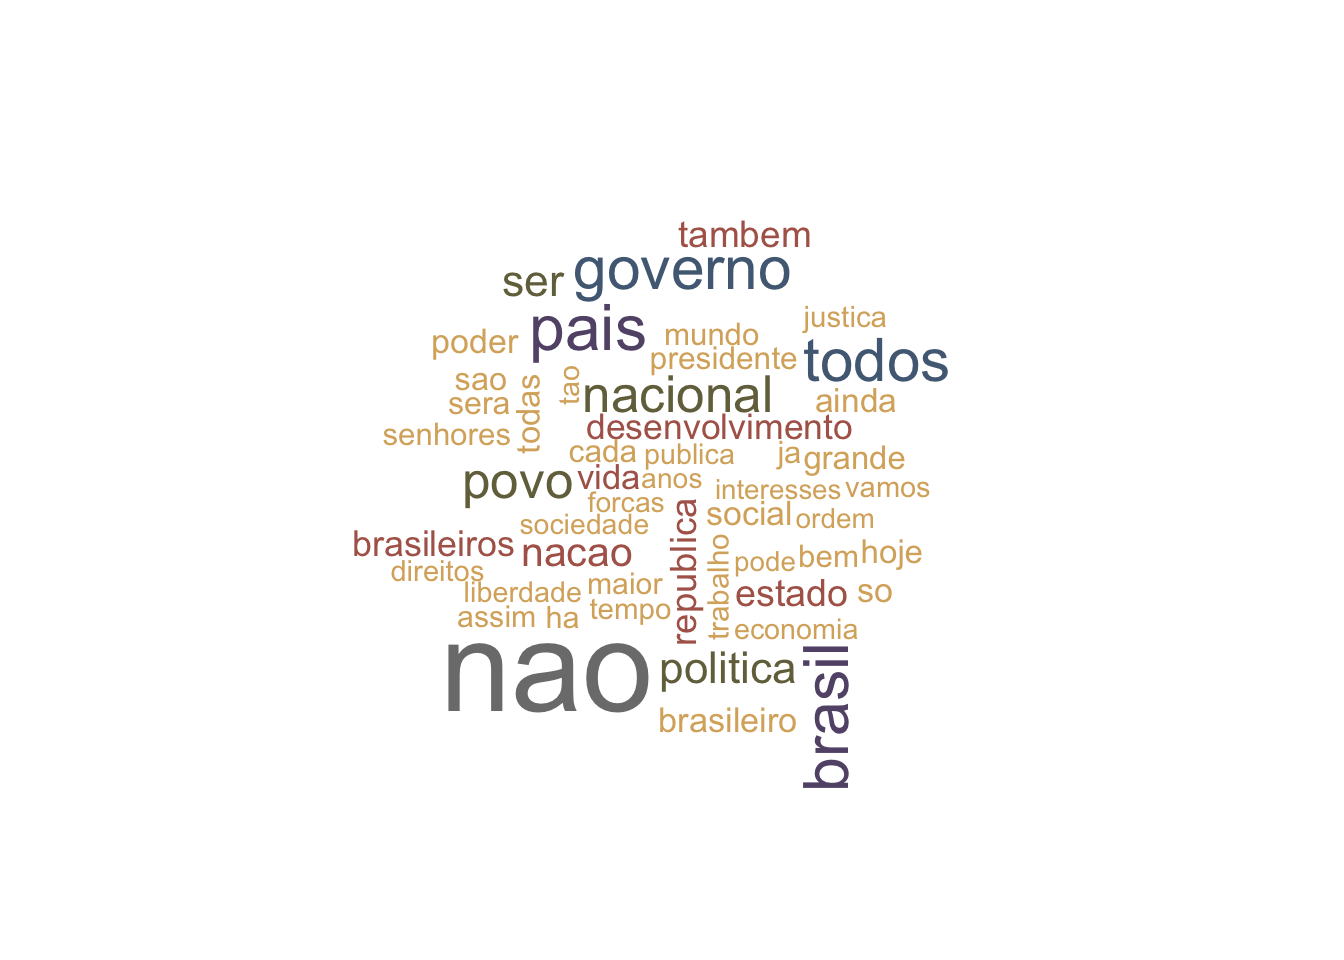 tambem
ser
governo
pais
justica
poder
mundo
todos
presidente
sao
todas
tao
nacional
sera
ainda
senhores
desenvolvimento
cada
publica
ja
grande
povo
vida
anos
interesses
vamos
forcas
social
ordem
sociedade
brasileiros
nacao
republica
trabalho
pode
bem
hoje
direitos
liberdade
maior
estado
so
assim
ha
tempo
economia
nao
politica
brasil
brasileiro